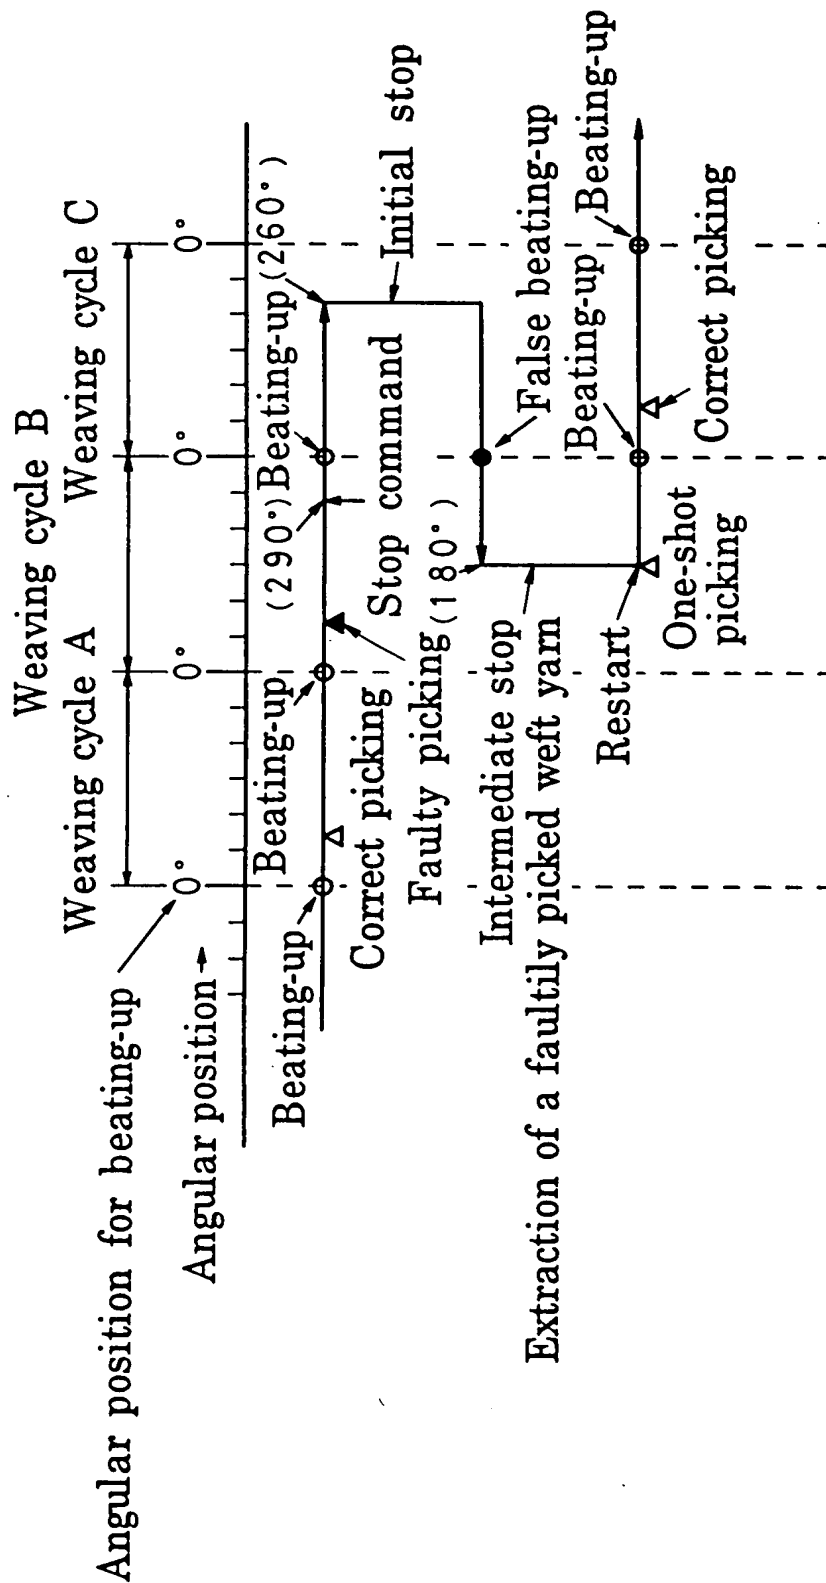 Weaving cycle B
Weaving cycle A
Weaving cycle C
Angular position for beating-up
0°
0°
0°
0°
Angular position→
Beating-up
Beating-up
(290°)
Beating-up
(260°)
Correct picking
Stop command
Initial stop
Faulty picking
(180°)
False beating-up
Intermediate stop
Extraction of a faultily picked weft yarn
Beating-up
Beating-up
Restart
One-shot
picking
Correct picking